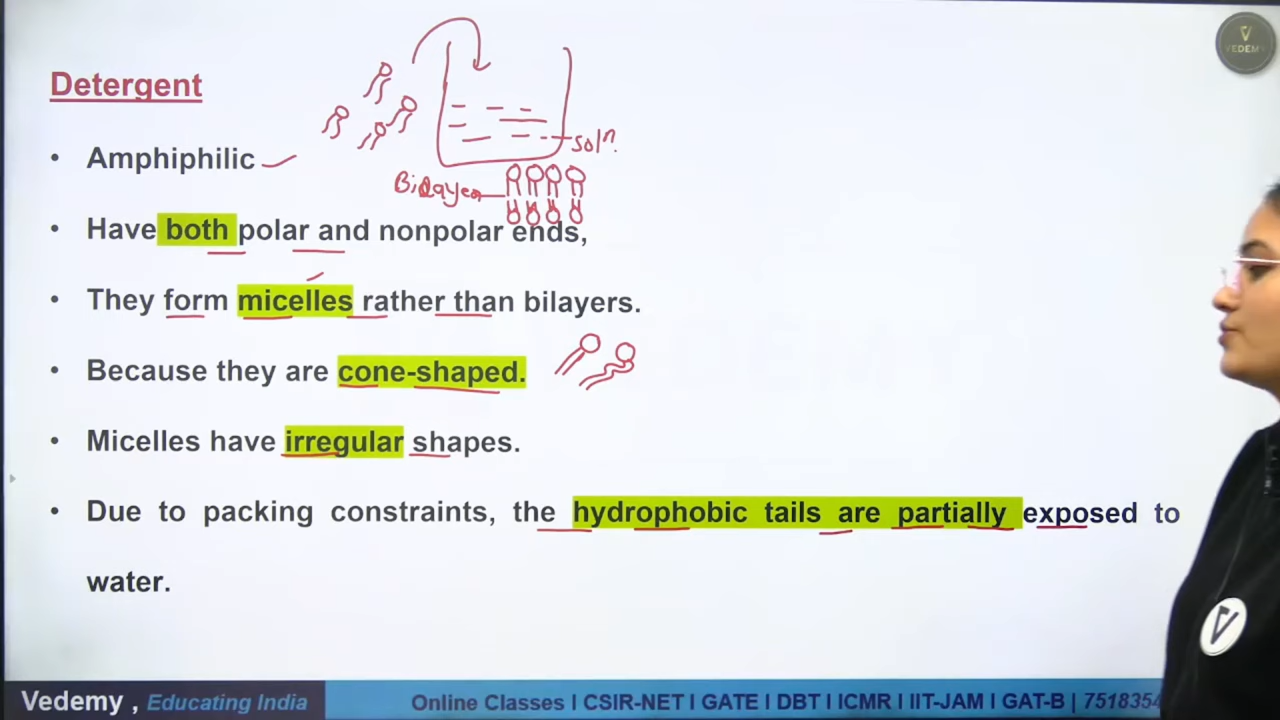 VEDEMY
Detergent
soln.
• Amphiphilic
Bilayer
• Have both polar and nonpolar ends,
• They form micelles rather than bilayers.
• Because they are cone-shaped.
• Micelles have irregular shapes.
• Due to packing constraints, the hydrophobic tails are partially exposed to
water.
Vedemy , Educating India
Online Classes I CSIR-NET I GATE I DBT I ICMR I IIT-JAM I GAT-B | 7518354